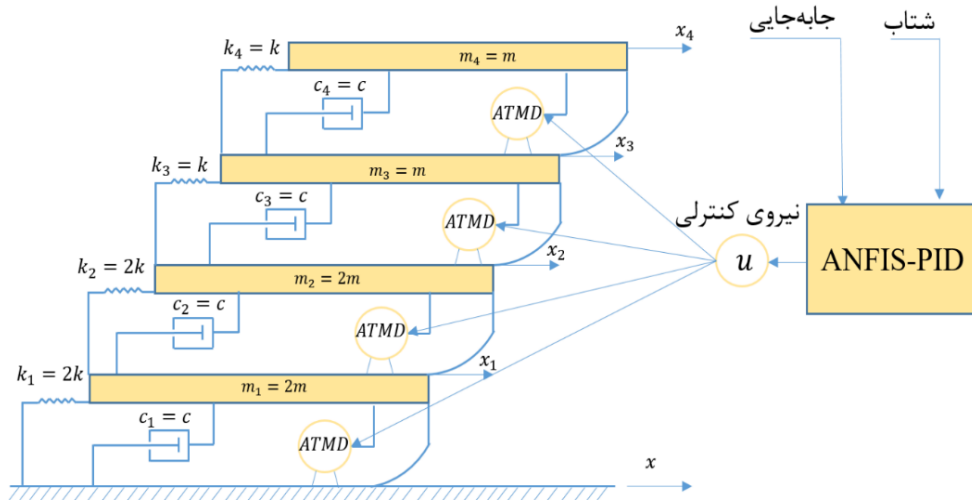 شتاب
جابه‌جایی
x₄
k₄ = k
m₄ = m
c₄ = c
ATMD
x₃
k₃ = k
m₃ = m
c₃ = c
ATMD
نیروی کنترلی
u
ANFIS-PID
x₂
k₂ = 2k
m₂ = 2m
c₂ = c
ATMD
x₁
k₁ = 2k
m₁ = 2m
c₁ = c
ATMD
x